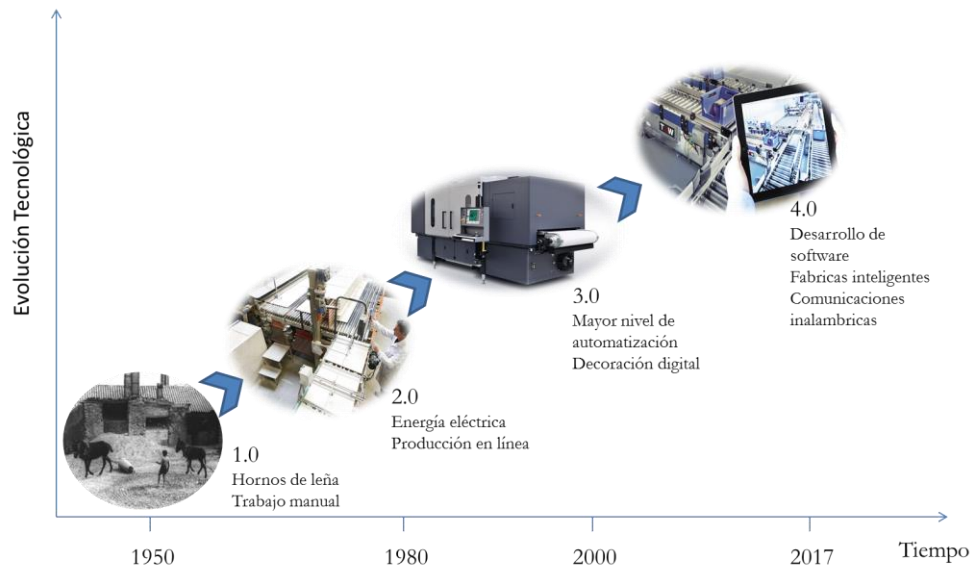 Evolución Tecnológica
4.0
Desarrollo de
software
Fabricas inteligentes
Comunicaciones
inalambricas
3.0
Mayor nivel de
automatización
Decoración digital
2.0
Energía eléctrica
Producción en línea
1.0
Hornos de leña
Trabajo manual
1950
1980
2000
2017
Tiempo